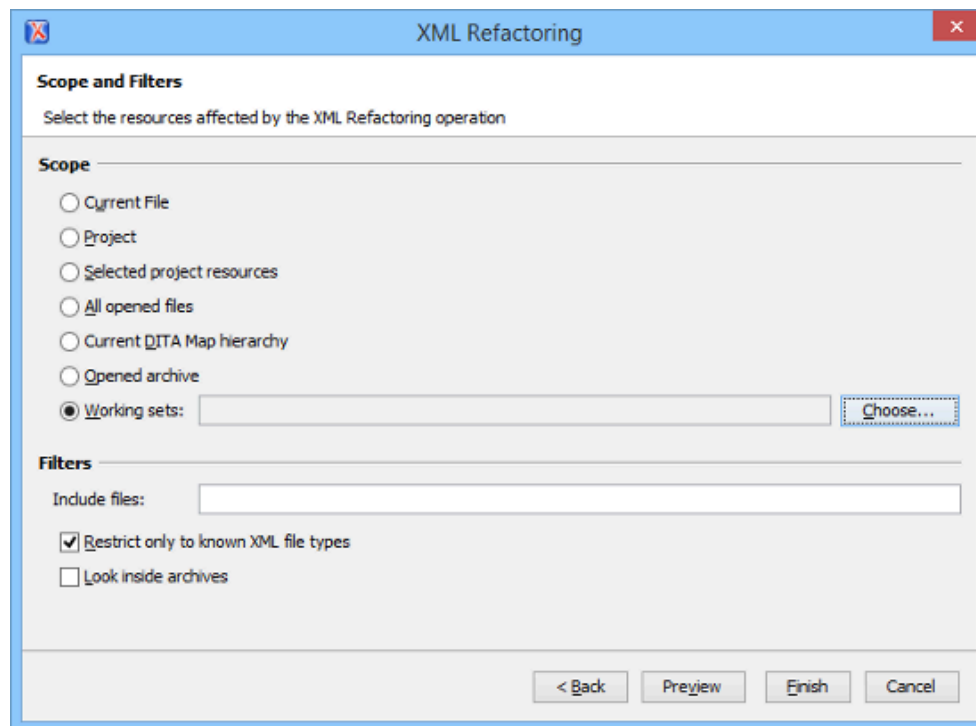 XML Refactoring
Scope and Filters
Select the resources affected by the XML Refactoring operation
Scope
Current File
Project
Selected project resources
All opened files
Current DITA Map hierarchy
Opened archive
Working sets: Choose...
Filters
Include files:
Restrict only to known XML file types
Look inside archives
< Back Preview Finish Cancel